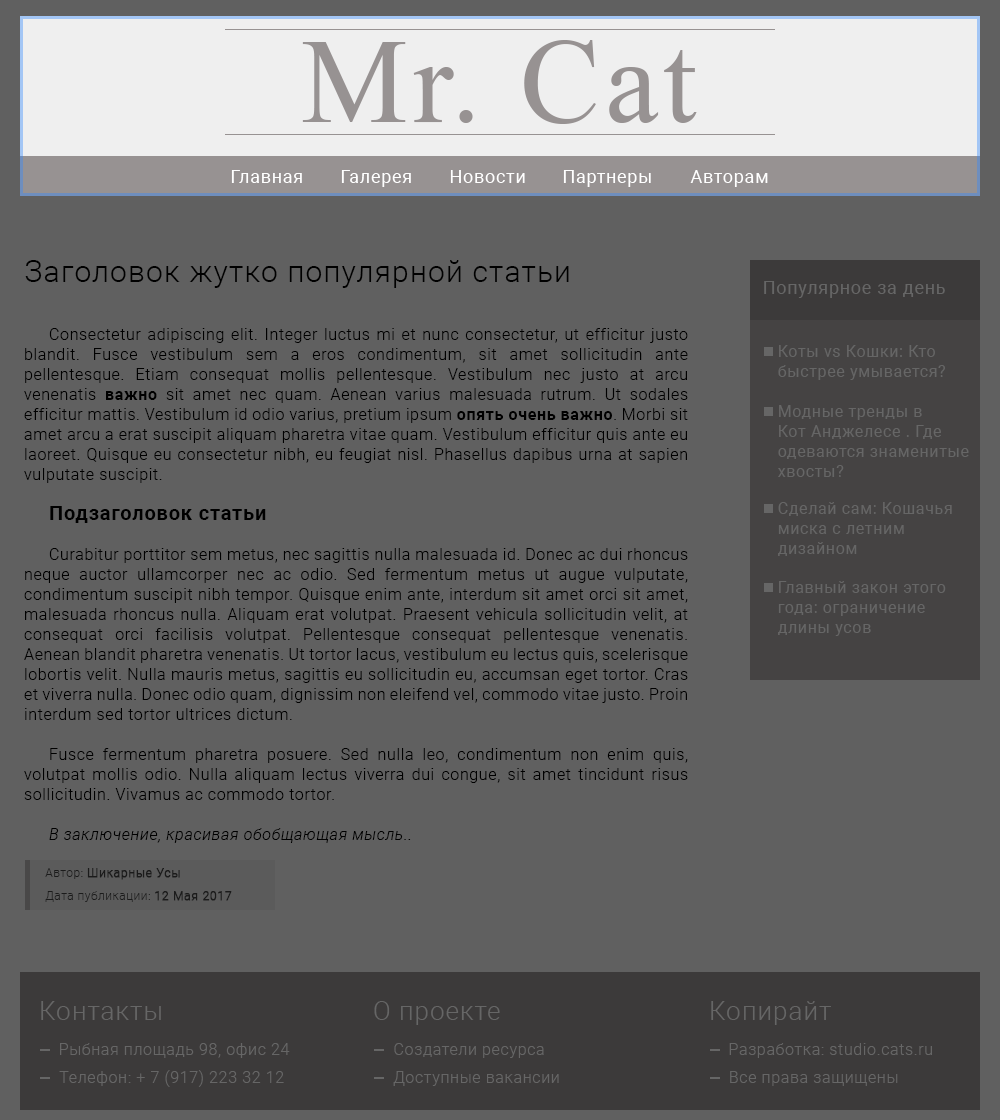 Mr. Cat
Главная Галерея Новости Партнеры Авторам
Заголовок жутко популярной статьи
Consectetur adipiscing elit. Integer luctus mi et nunc consectetur, ut efficitur justo
blandit. Fusce vestibulum sem a eros condimentum, sit amet sollicitudin ante
pellentesque. Etiam consequat mollis pellentesque. Vestibulum nec justo at arcu
venenatis важно sit amet nec quam. Aenean varius malesuada rutrum. Ut sodales
efficitur mattis. Vestibulum id odio varius, pretium ipsum опять очень важно. Morbi sit
amet arcu a erat suscipit aliquam pharetra vitae quam. Vestibulum efficitur quis ante eu
laoreet. Quisque eu consectetur nibh, eu feugiat nisl. Phasellus dapibus urna at sapien
vulputate suscipit.
Подзаголовок статьи
Curabitur porttitor sem metus, nec sagittis nulla malesuada id. Donec ac dui rhoncus
neque auctor ullamcorper nec ac odio. Sed fermentum metus ut augue vulputate,
condimentum suscipit nibh tempor. Quisque enim ante, interdum sit amet orci sit amet,
malesuada rhoncus nulla. Aliquam erat volutpat. Praesent vehicula sollicitudin velit, at
consequat orci facilisis volutpat. Pellentesque consequat pellentesque venenatis.
Aenean blandit pharetra venenatis. Ut tortor lacus, vestibulum eu lectus quis, scelerisque
lobortis velit. Nulla mauris metus, sagittis eu sollicitudin eu, accumsan eget tortor. Cras
et viverra nulla. Donec odio quam, dignissim non eleifend vel, commodo vitae justo. Proin
interdum sed tortor ultrices dictum.
Fusce fermentum pharetra posuere. Sed nulla leo, condimentum non enim quis,
volutpat mollis odio. Nulla aliquam lectus viverra dui congue, sit amet tincidunt risus
sollicitudin. Vivamus ac commodo tortor.
В заключение, красивая обобщающая мысль..
Автор: Шикарные Усы
Дата публикации: 12 Мая 2017
Популярное за день
Коты vs Кошки: Кто
быстрее умывается?
Модные тренды в
Кот Анджелесе . Где
одеваются знаменитые
хвосты?
Сделай сам: Кошачья
миска с летним
дизайном
Главный закон этого
года: ограничение
длины усов
Контакты
– Рыбная площадь 98, офис 24
– Телефон: + 7 (917) 223 32 12
О проекте
– Создатели ресурса
– Доступные вакансии
Копирайт
– Разработка: studio.cats.ru
– Все права защищены